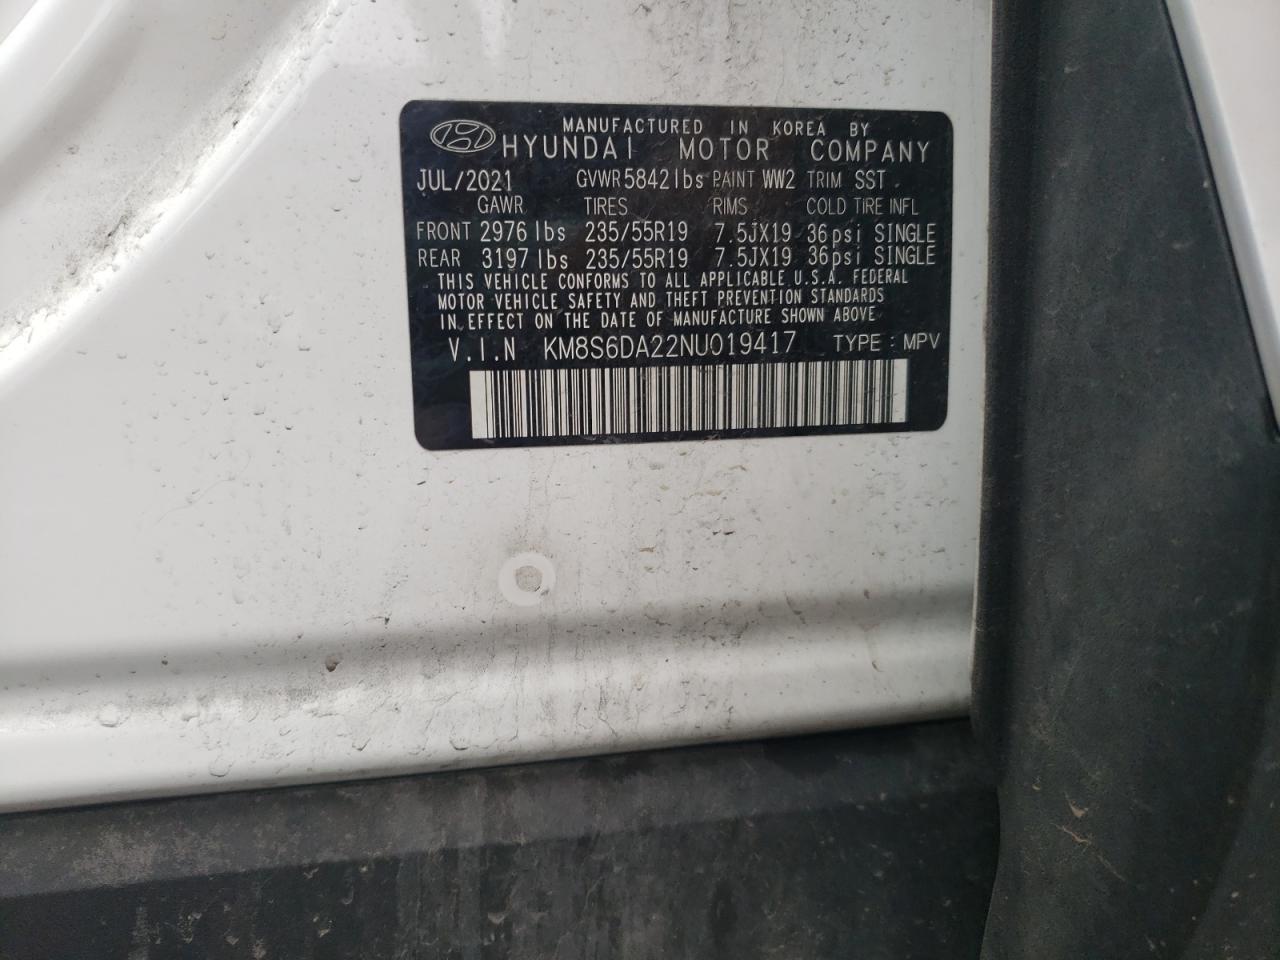 MANUFACTURED IN KOREA BY
HYUNDAI MOTOR COMPANY
JUL/2021 GVWR 5842 lbs PAINT WW2 TRIM SST
GAWR TIRES RIMS COLD TIRE INFL
FRONT 2976 lbs 235/55R19 7.5JX19 36psi SINGLE
REAR 3197 lbs 235/55R19 7.5JX19 36psi SINGLE
THIS VEHICLE CONFORMS TO ALL APPLICABLE U.S.A. FEDERAL
MOTOR VEHICLE SAFETY AND THEFT PREVENTION STANDARDS
IN EFFECT ON THE DATE OF MANUFACTURE SHOWN ABOVE
V.I.N KM8S6DA22NU019417 TYPE : MPV